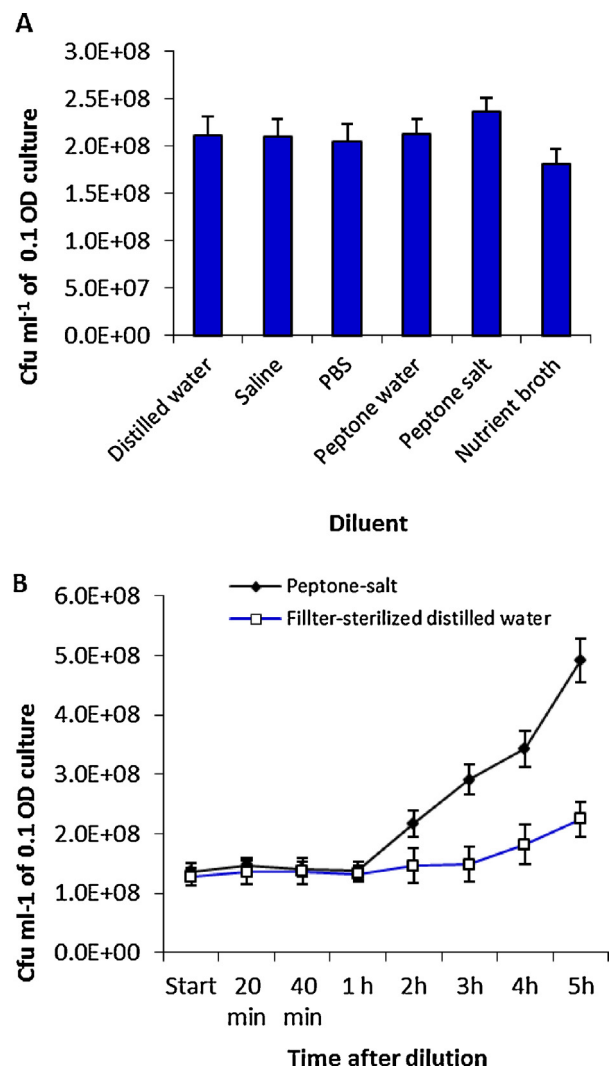 A
Cfu ml-1 of 0.1 OD culture
3.0E+08
2.5E+08
2.0E+08
1.5E+08
1.0E+08
5.0E+07
0.0E+00
Distilled water
Saline
PBS
Peptone water
Peptone salt
Nutrient broth
Diluent
B
Peptone-salt
Fillter-sterilized distilled water
Cfu ml-1 of 0.1 OD culture
6.0E+08
5.0E+08
4.0E+08
3.0E+08
2.0E+08
1.0E+08
0.0E+00
Start 20 40 1 h 2h 3h 4h 5h
min min
Time after dilution